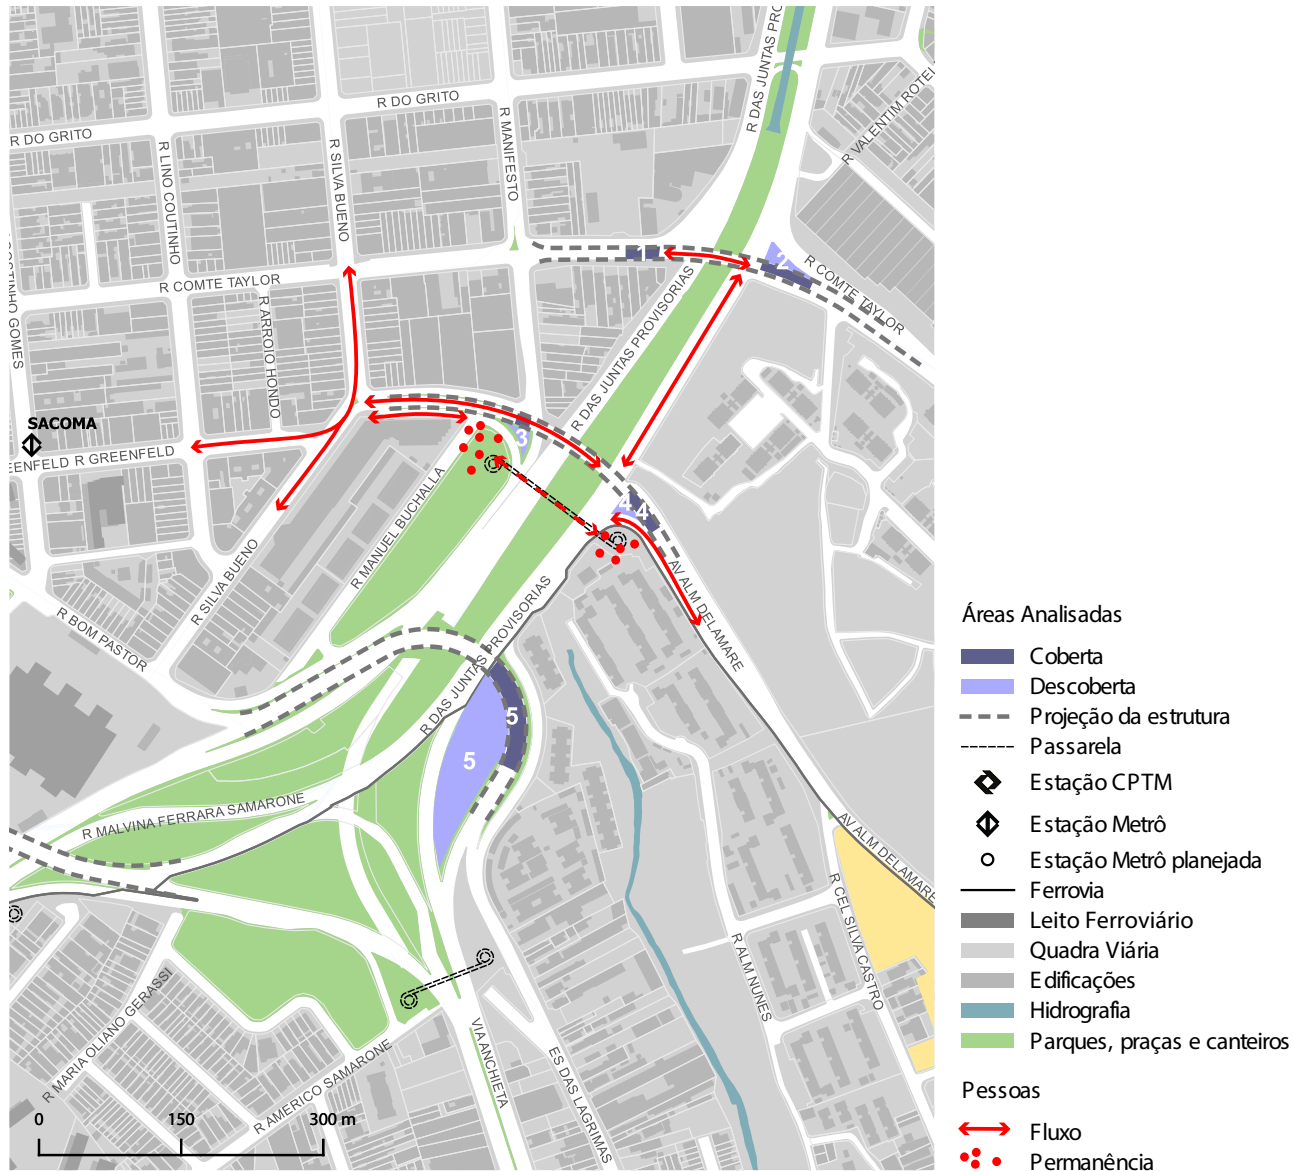 R DAS JUNTAS PRO
R DO GRITO
R DO GRITO
R MANIFESTO
R VALENTIM ROTEL
R LINO COUTINHO
R SILVA BUENO
R COMTE TAYLOR
R COMTE TAYLOR
2
R ARROIO HONDO
GOSTINHO GOMES
R DAS JUNTAS PROVISORIAS
SACOMA
EENFELD
R GREENFELD
3
R MANUEL BUCHALLA
4
4
R SILVA BUENO
R BOM PASTOR
R DAS JUNTAS PROVISORIAS
AV ALM DELAMARE
5
5
R MALVINA FERRARA SAMARONE
AV ALM DELAMARE
R CEL SILVA CASTRO
R ALM NUNES
R MARIA OLIANO GERASSI
R AMERICO SAMARONE
VIA ANCHIETA
ES DAS LAGRIMAS
0 150 300 m
Áreas Analisadas
Coberta
Descoberta
Projeção da estrutura
Passarela
Estação CPTM
Estação Metrô
Estação Metrô planejada
Ferrovia
Leito Ferroviário
Quadra Viária
Edificações
Hidrografia
Parques, praças e canteiros
Pessoas
Fluxo
Permanência